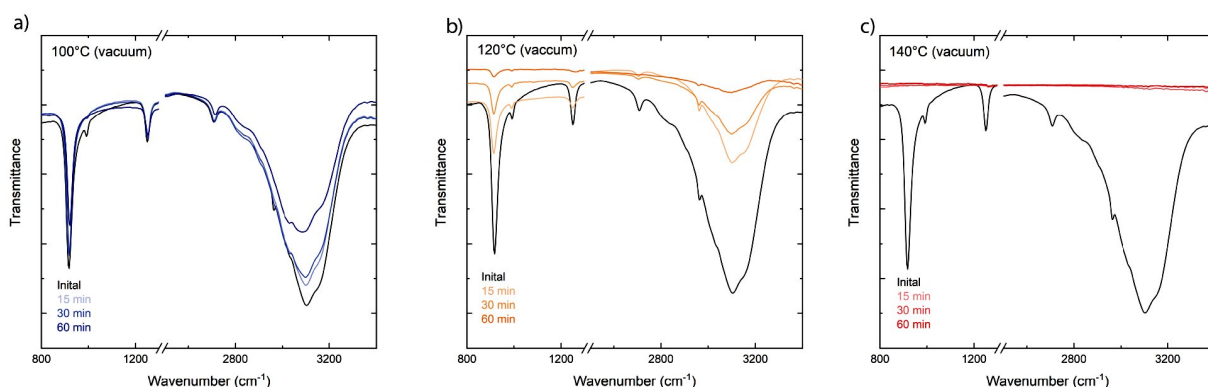 a)
100°C (vacuum)
Transmittance
Inital
15 min
30 min
60 min
800 1200 2800 3200
Wavenumber (cm⁻¹)
b)
120°C (vaccum)
Transmittance
Inital
15 min
30 min
60 min
800 1200 2800 3200
Wavenumber (cm⁻¹)
c)
140°C (vacuum)
Transmittance
Inital
15 min
30 min
60 min
800 1200 2800 3200
Wavenumber (cm⁻¹)